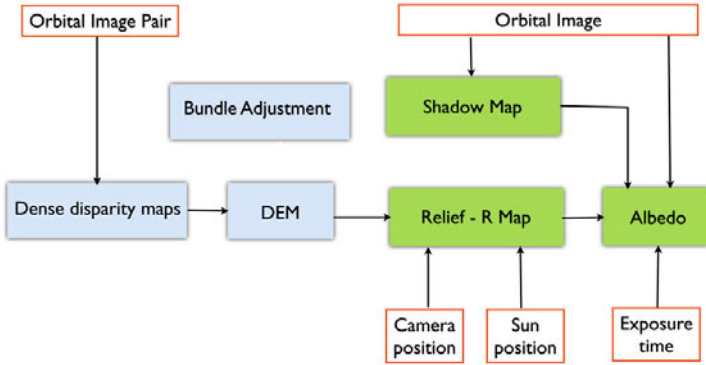 Orbital Image Pair
Orbital Image
Bundle Adjustment
Shadow Map
Dense disparity maps
DEM
Relief - R Map
Albedo
Camera
position
Sun
position
Exposure
time